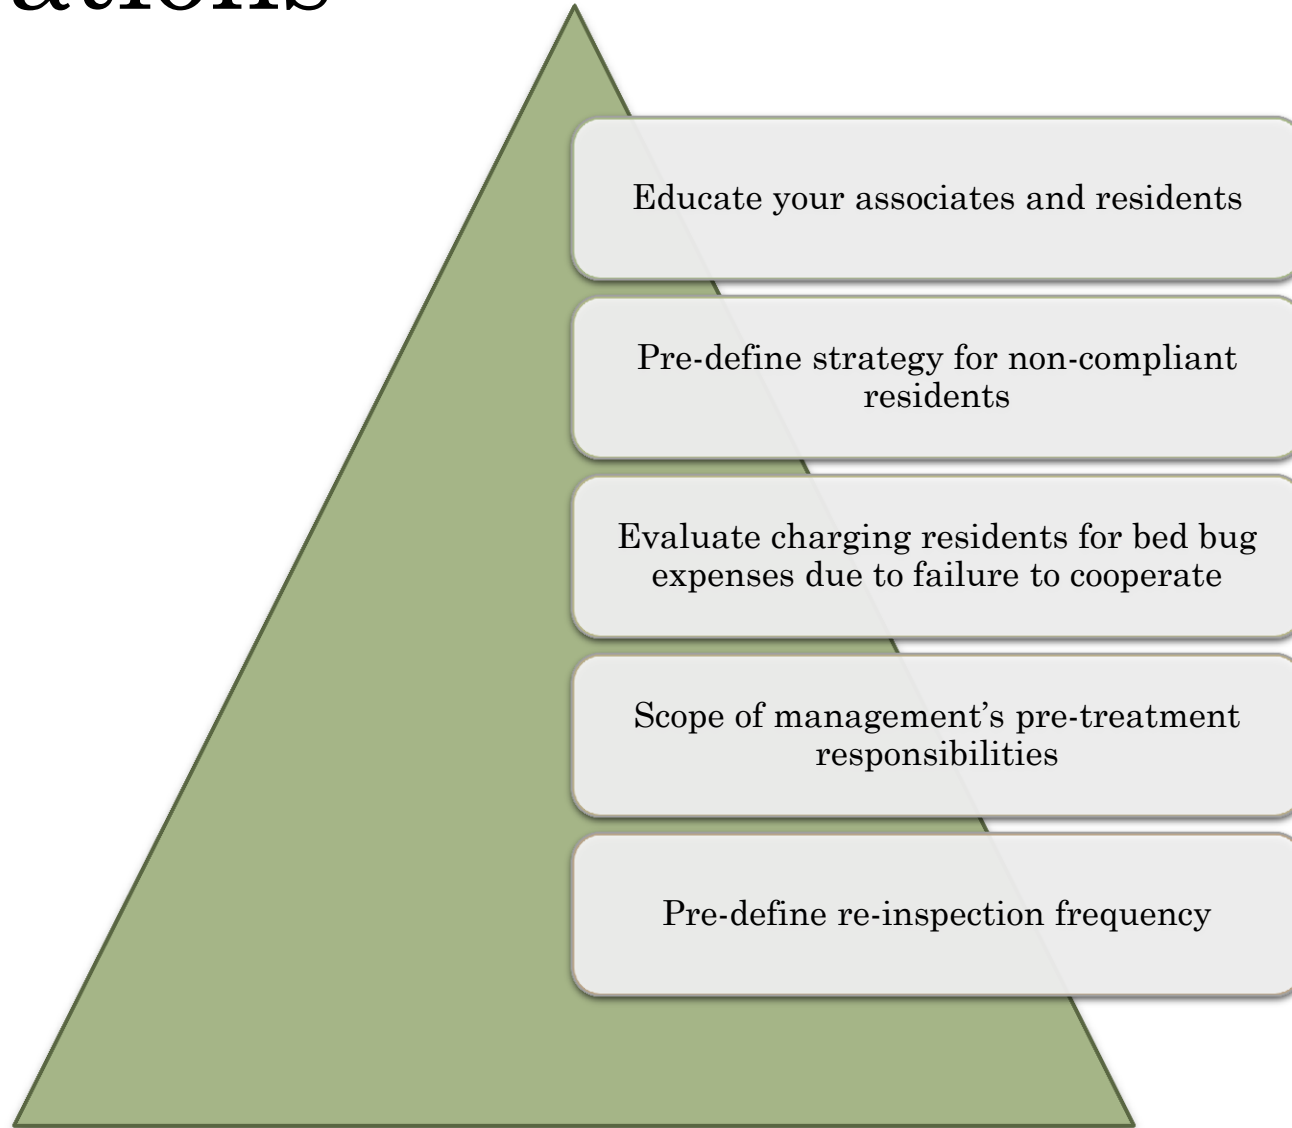 Educate your associates and residents
Pre-define strategy for non-compliant
residents
Evaluate charging residents for bed bug
expenses due to failure to cooperate
Scope of management’s pre-treatment
responsibilities
Pre-define re-inspection frequency